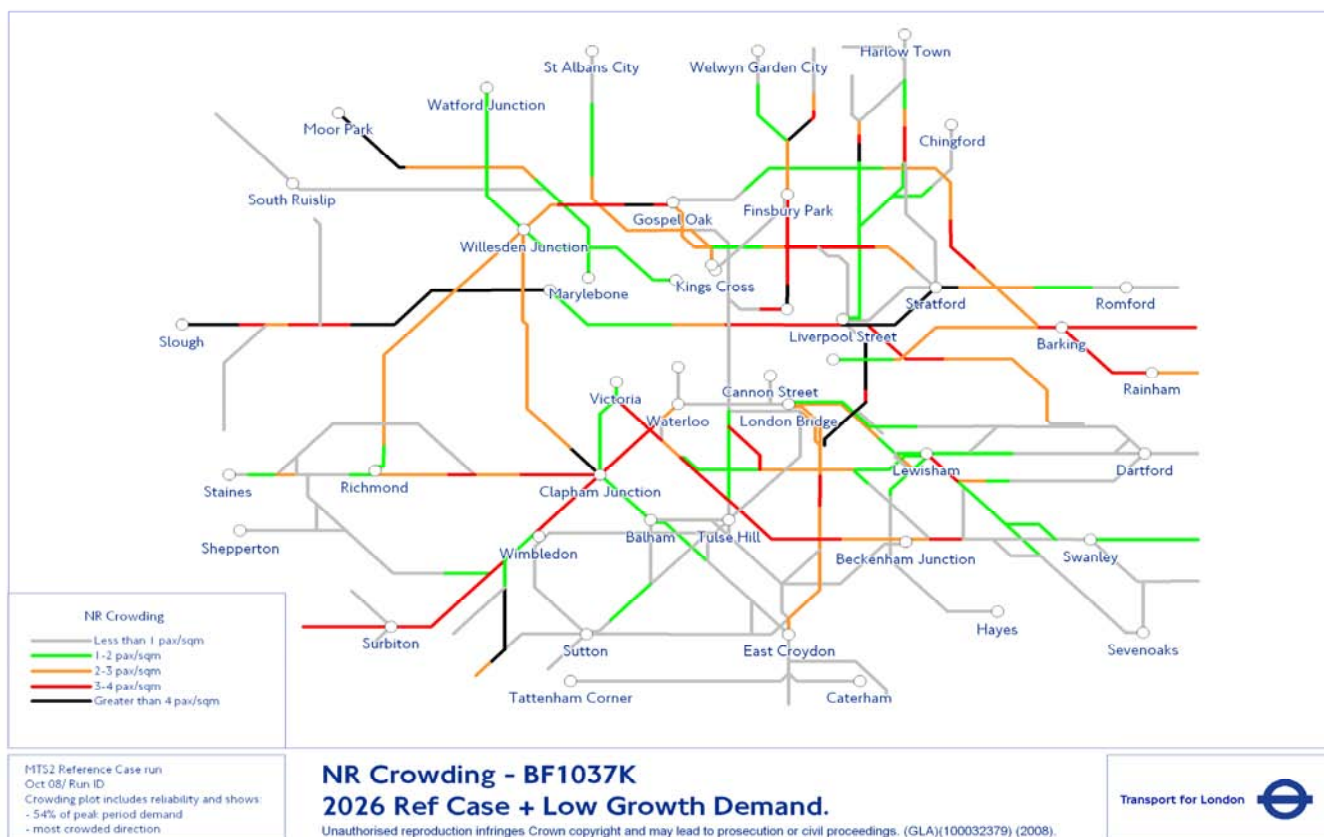 Harlow Town
St Albans City
Welwyn Garden City
Watford Junction
Moor Park
Chingford
South Ruislip
Gospel Oak
Finsbury Park
Willesden Junction
Marylebone
Kings Cross
Stratford
Romford
Slough
Liverpool Street
Barking
Rainham
Victoria
Cannon Street
Waterloo
London Bridge
Staines
Richmond
Clapham Junction
Lewisham
Dartford
Shepperton
Wimbledon
Balham
Tulse Hill
Beckenham Junction
Swanley
Surbiton
Sutton
East Croydon
Hayes
Sevenoaks
Tattenham Corner
Caterham
NR Crowding
Less than 1 pax/sqm
1-2 pax/sqm
2-3 pax/sqm
3-4 pax/sqm
Greater than 4 pax/sqm
MTS2 Reference Case run
Oct 08/ Run ID
Crowding plot includes reliability and shows:
- 54% of peak period demand
- most crowded direction
NR Crowding - BF1037K
2026 Ref Case + Low Growth Demand.
Unauthorised reproduction infringes Crown copyright and may lead to prosecution or civil proceedings. (GLA)(100032379) (2008).
Transport for London